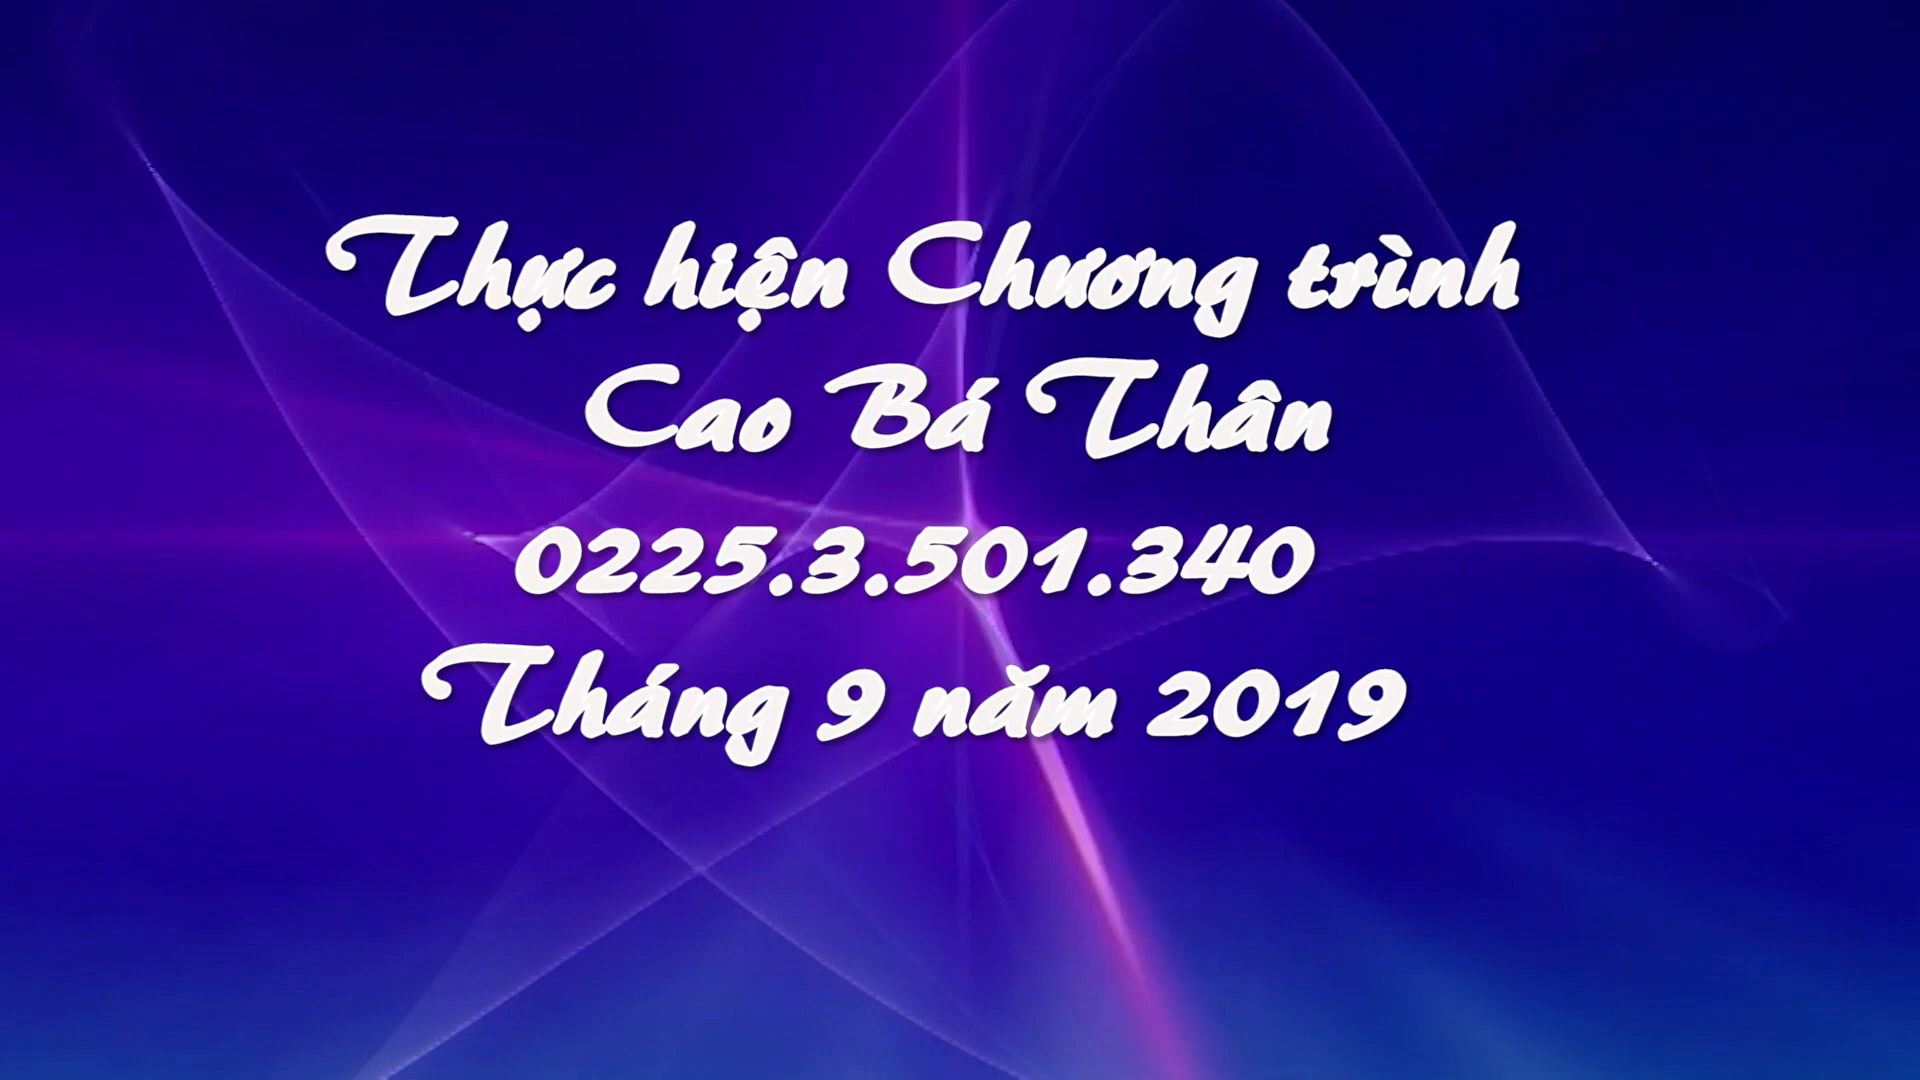 Thực hiện Chương trình
Cao Bá Thân
0225.3.501.340
Tháng 9 năm 2019